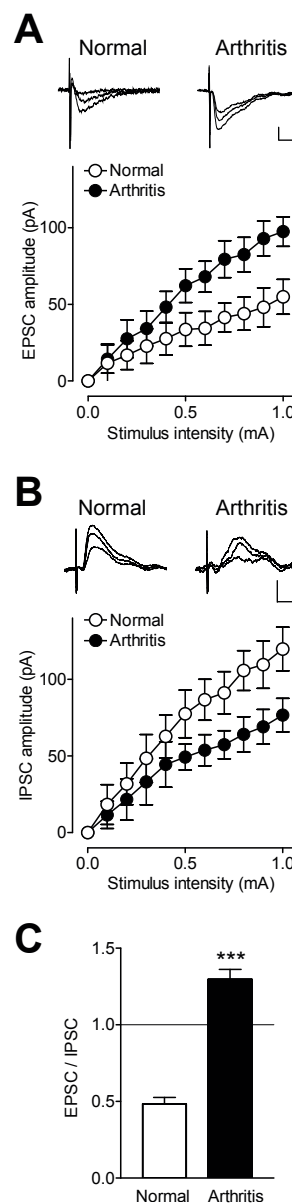 A
Normal Arthritis
Normal
Arthritis
100
50
0
EPSC amplitude (pA)
0.0 0.5 1.0
Stimulus intensity (mA)
B
Normal Arthritis
Normal
Arthritis
100
50
0
IPSC amplitude (pA)
0.0 0.5 1.0
Stimulus intensity (mA)
C
1.5
1.0
0.5
0.0
EPSC / IPSC
***
Normal Arthritis